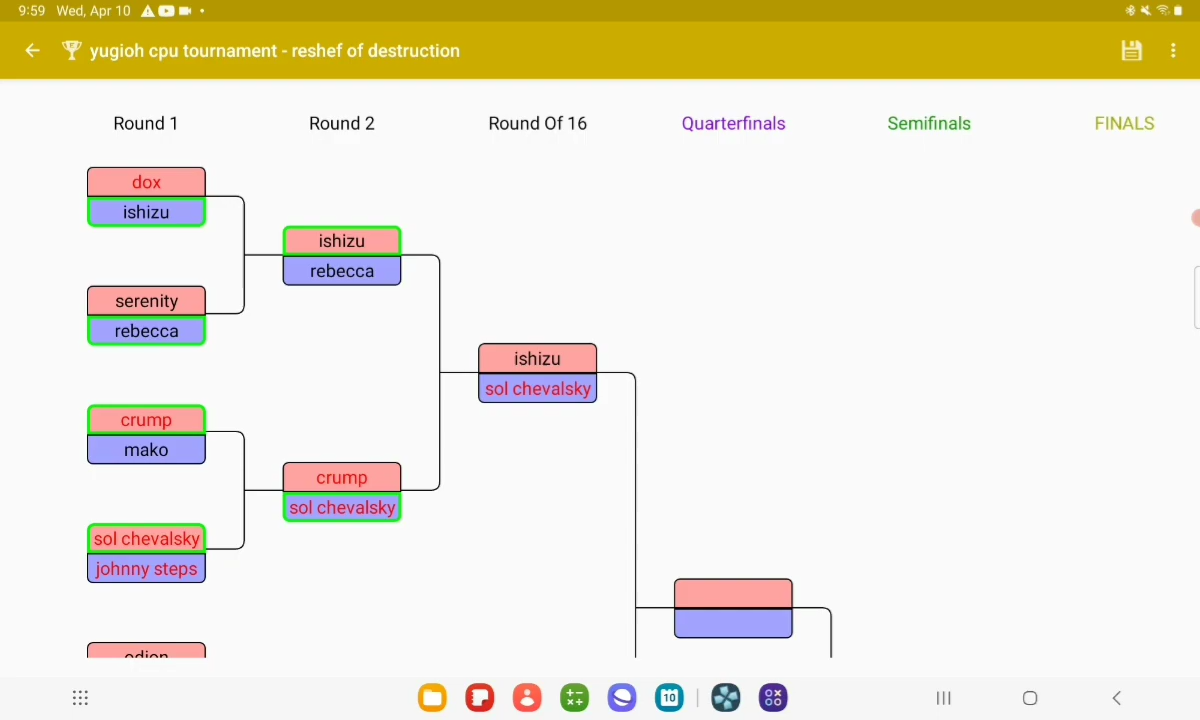 9:59 Wed, Apr 10
yugioh cpu tournament - reshef of destruction
Round 1
Round 2
Round Of 16
Quarterfinals
Semifinals
FINALS
dox
ishizu
serenity
rebecca
crump
mako
sol chevalsky
johnny steps
odion
ishizu
rebecca
crump
sol chevalsky
ishizu
sol chevalsky
10